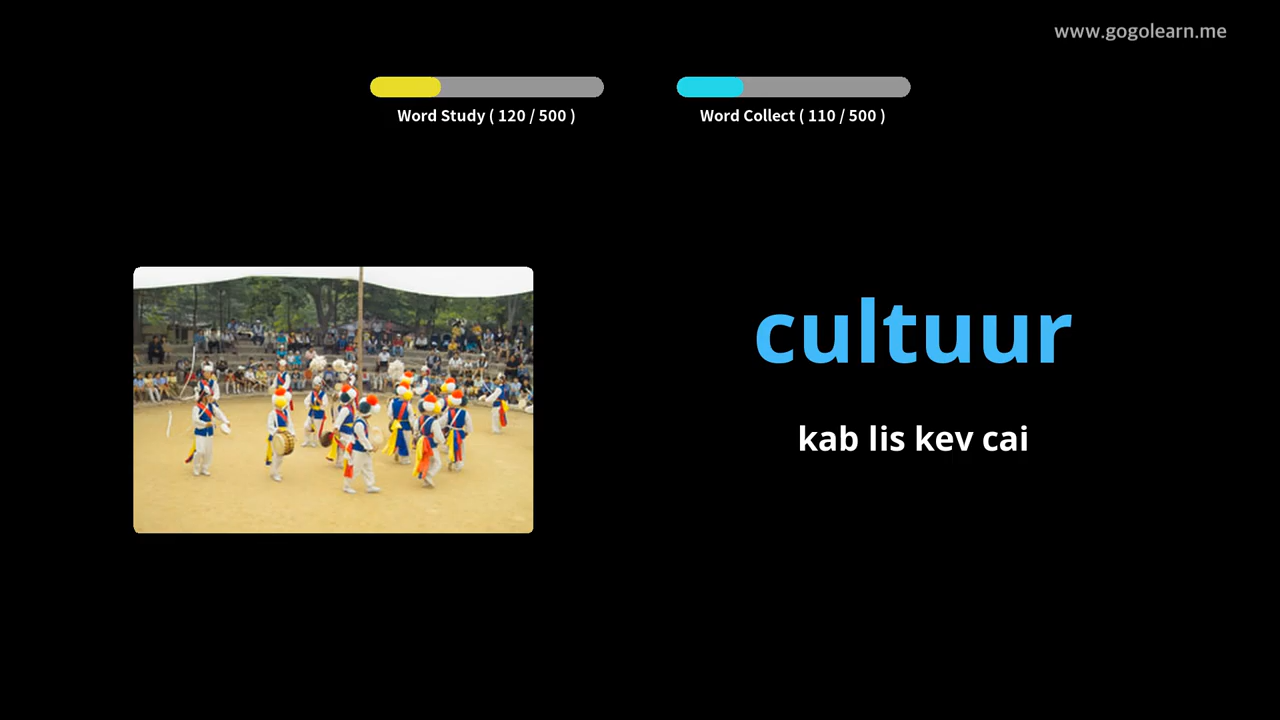 www.gogolearn.me
Word Study ( 120 / 500 )
Word Collect ( 110 / 500 )
cultuur
kab lis kev cai